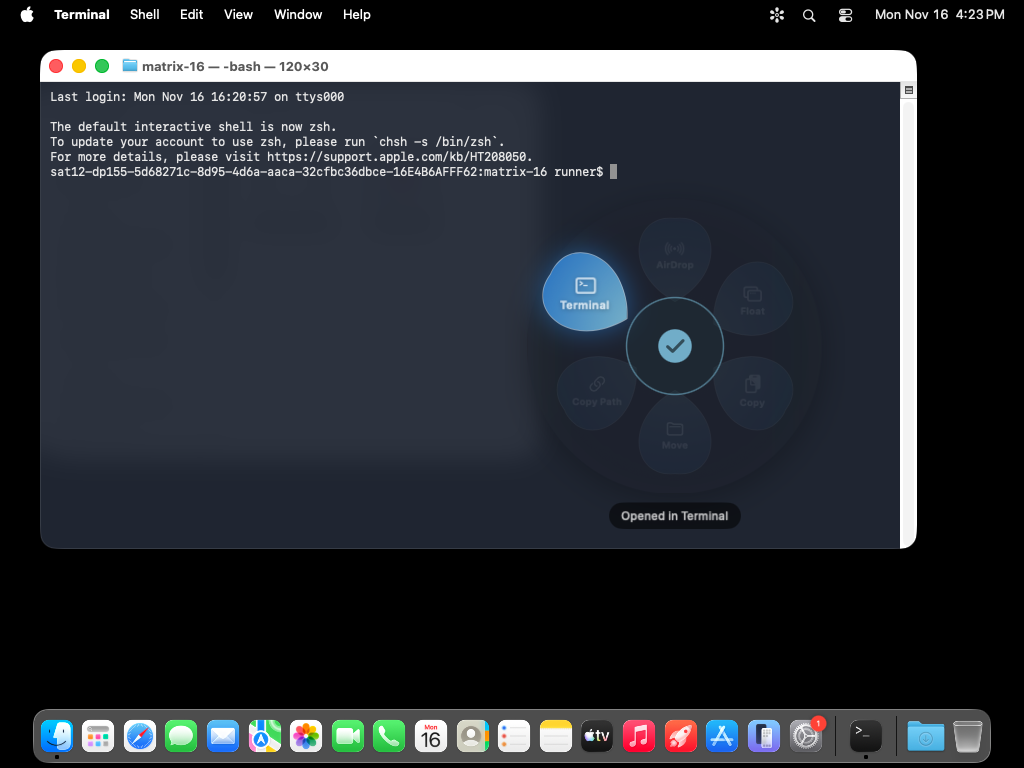 Terminal Shell Edit View Window Help Mon Nov 16 4:23 PM
matrix-16 — -bash — 120×30
Last login: Mon Nov 16 16:20:57 on ttys000
The default interactive shell is now zsh.
To update your account to use zsh, please run `chsh -s /bin/zsh`.
For more details, please visit https://support.apple.com/kb/HT208050.
sat12-dp155-5d68271c-8d95-4d6a-aaca-32cfbc36dbce-16E4B6AFFF62:matrix-16 runner$
AirDrop
Terminal
Float
Copy Path
Copy
Move
Opened in Terminal
Mon
16
tv
1
>_